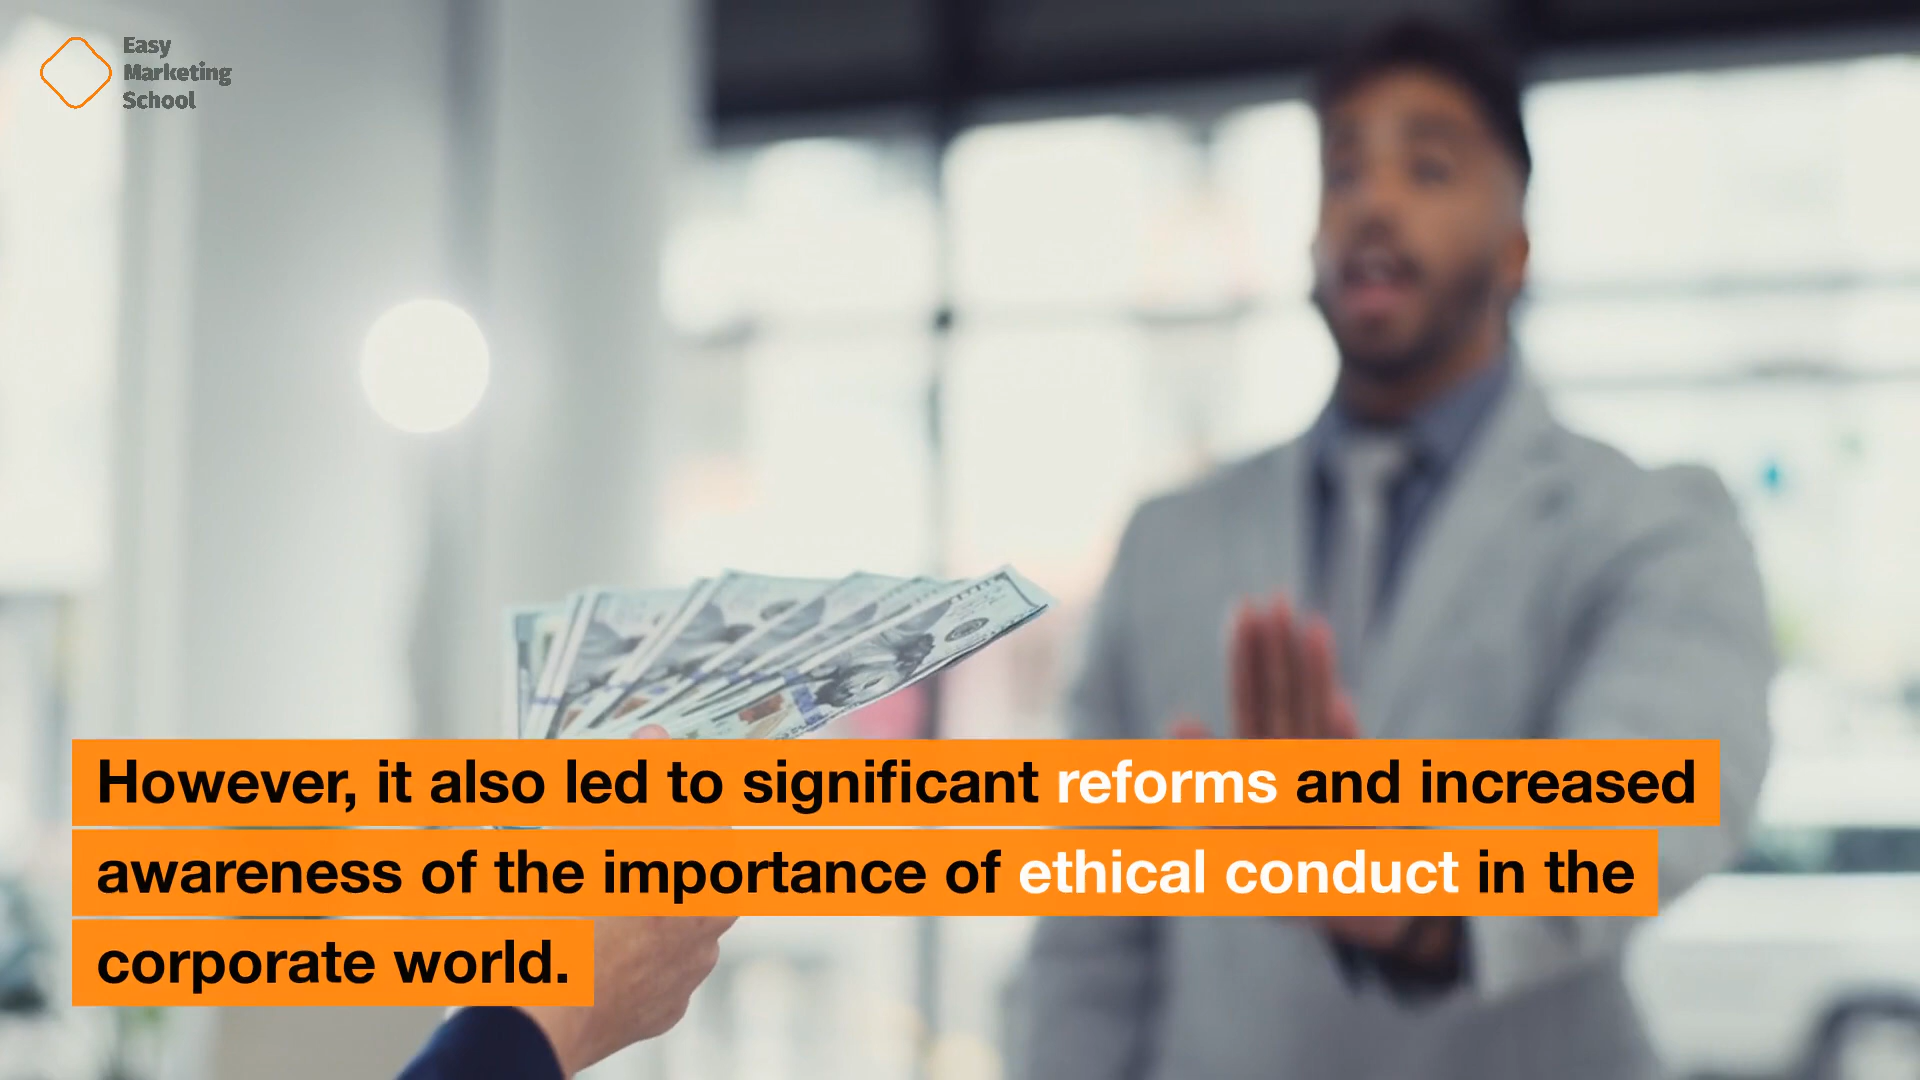 Easy
Marketing
School
However, it also led to significant reforms and increased
awareness of the importance of ethical conduct in the
corporate world.